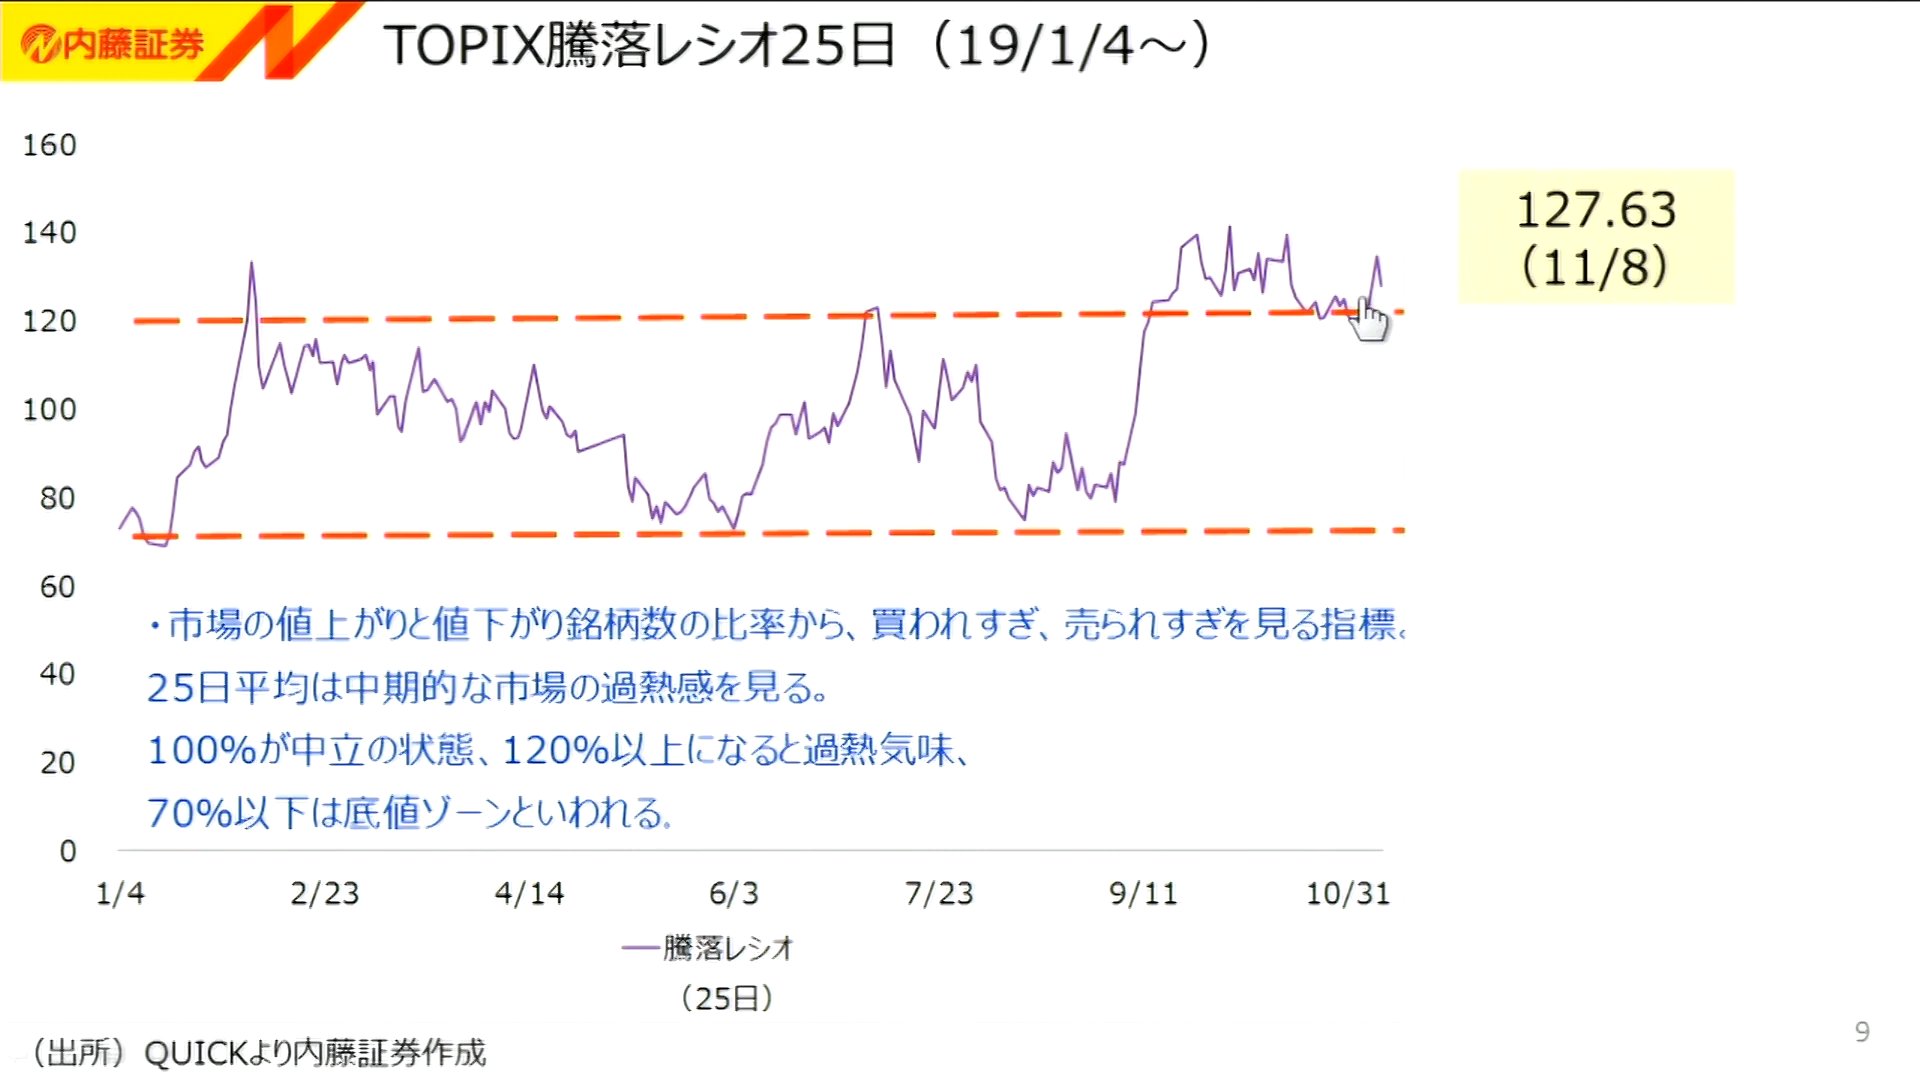 内藤証券
TOPIX騰落レシオ25日（19/1/4～）
160
140
120
100
80
60
40
20
0
127.63
（11/8）
・市場の値上がりと値下がり銘柄数の比率から、買われすぎ、売られすぎを見る指標。
25日平均は中期的な市場の過熱感を見る。
100%が中立の状態、120%以上になると過熱気味、
70%以下は底値ゾーンといわれる。
1/4 2/23 4/14 6/3 7/23 9/11 10/31
騰落レシオ
（25日）
（出所）QUICKより内藤証券作成
9